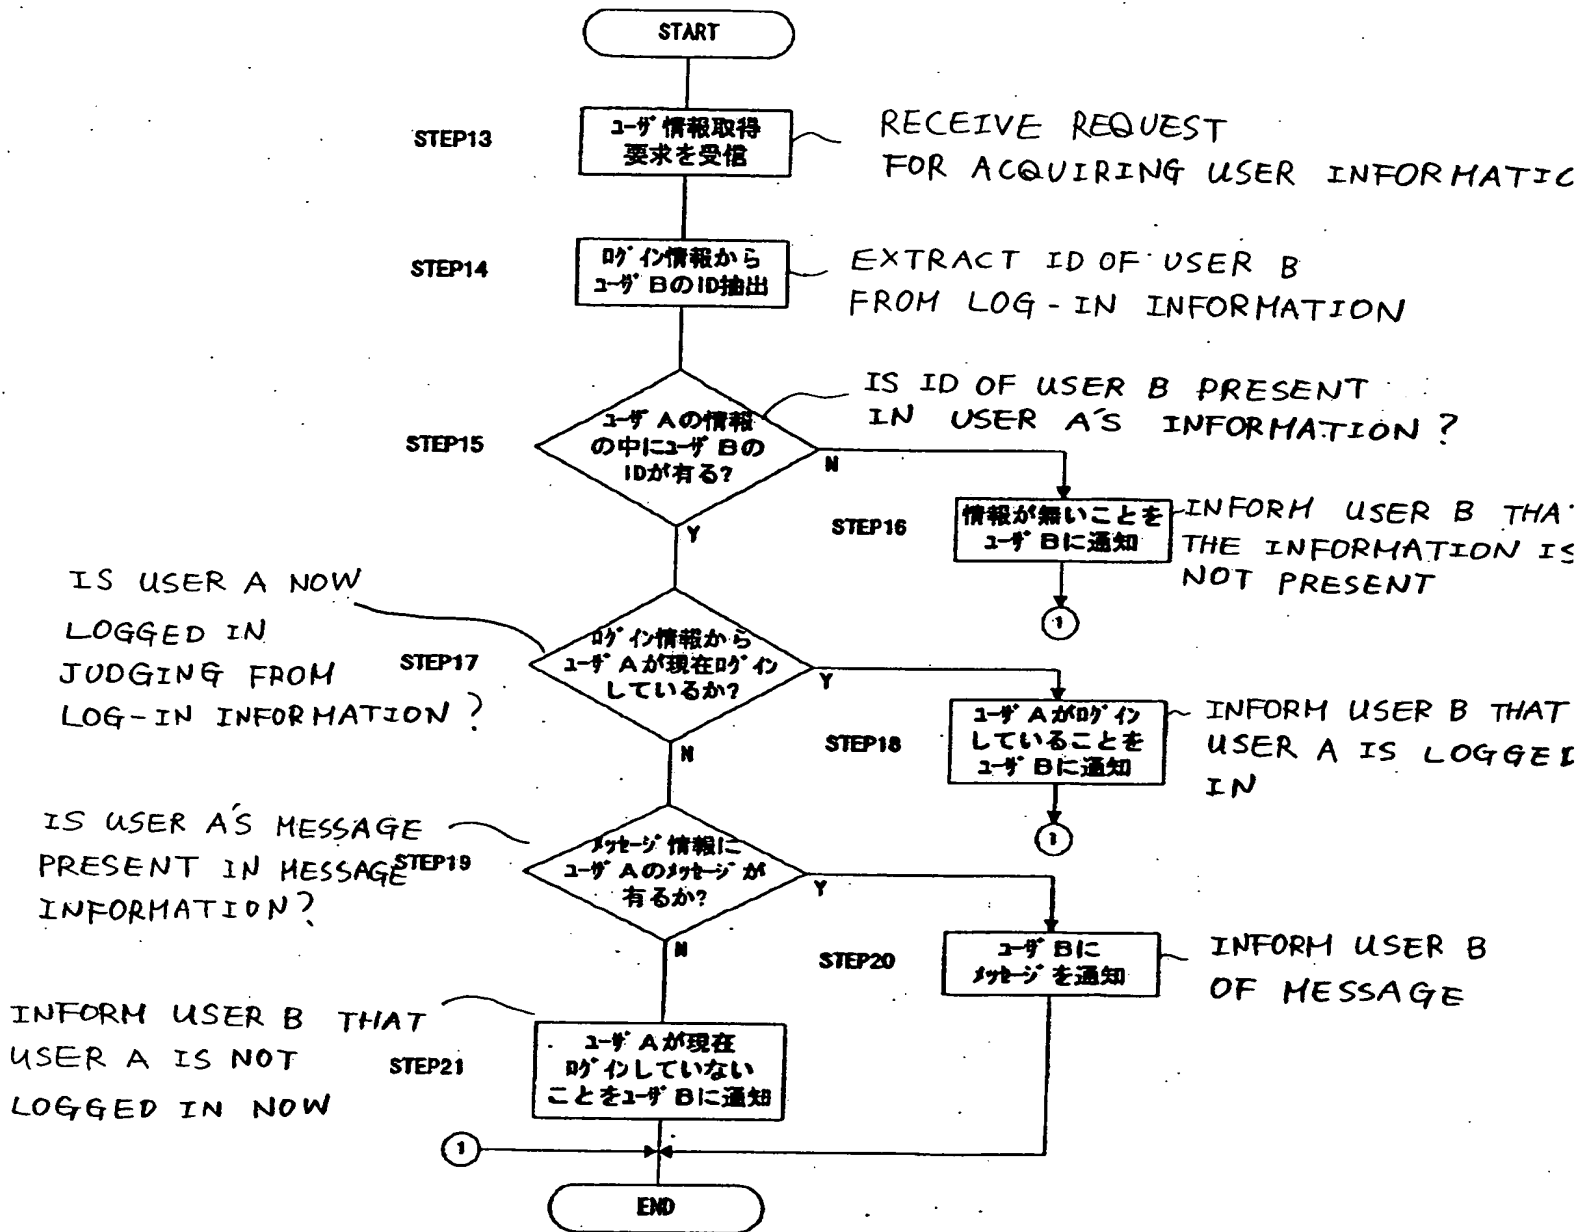 START
STEP13
ユーザ情報取得
要求を受信
RECEIVE REQUEST
FOR ACQUIRING USER INFORMATIO
STEP14
ログイン情報から
ユーザBのID抽出
EXTRACT ID OF USER B
FROM LOG-IN INFORMATION
STEP15
ユーザAの情報
の中にユーザBの
IDが有る?
IS ID OF USER B PRESENT
IN USER A'S INFORMATION?
N
Y
STEP16
情報が無いことを
ユーザBに通知
INFORM USER B THAT
THE INFORMATION IS
NOT PRESENT
1
IS USER A NOW
LOGGED IN
JUDGING FROM
LOG-IN INFORMATION?
STEP17
ログイン情報から
ユーザAが現在ログイン
しているか?
Y
N
STEP18
ユーザAがログイン
していることを
ユーザBに通知
INFORM USER B THAT
USER A IS LOGGED
IN
1
IS USER A'S MESSAGE
PRESENT IN MESSAGE
INFORMATION?
STEP19
メッセージ情報に
ユーザAのメッセージが
有るか?
Y
N
STEP20
ユーザBに
メッセージを通知
INFORM USER B
OF MESSAGE
INFORM USER B THAT
USER A IS NOT
LOGGED IN NOW
STEP21
ユーザAが現在
ログインしていない
ことをユーザBに通知
1
END